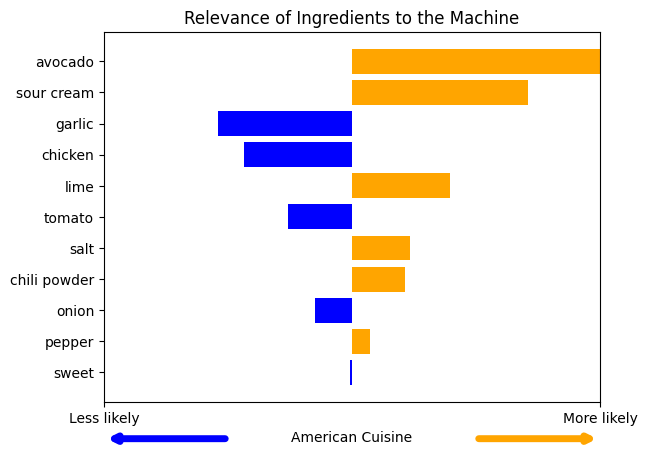 Relevance of Ingredients to the Machine
avocado
sour cream
garlic
chicken
lime
tomato
salt
chili powder
onion
pepper
sweet
Less likely More likely
American Cuisine